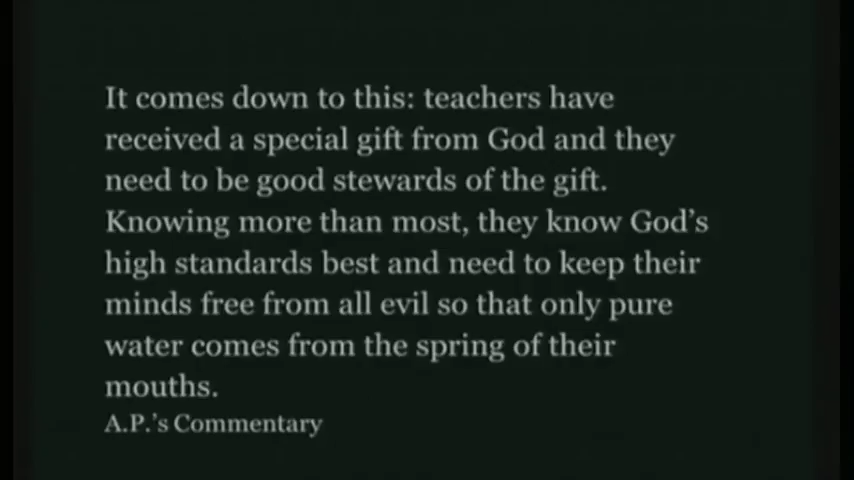 It comes down to this: teachers have
received a special gift from God and they
need to be good stewards of the gift.
Knowing more than most, they know God’s
high standards best and need to keep their
minds free from all evil so that only pure
water comes from the spring of their
mouths.
A.P.’s Commentary